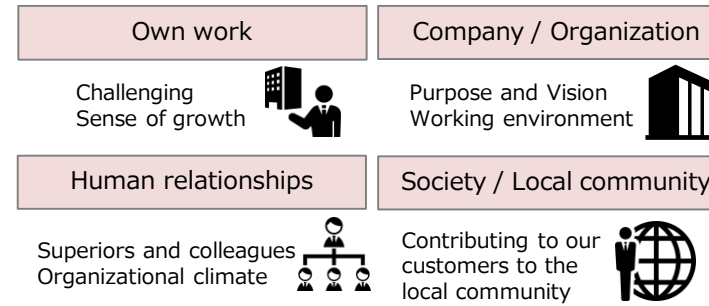 Own work
Challenging
Sense of growth
Company / Organization
Purpose and Vision
Working environment
Human relationships
Superiors and colleagues
Organizational climate
Society / Local community
Contributing to our
customers to the
local community